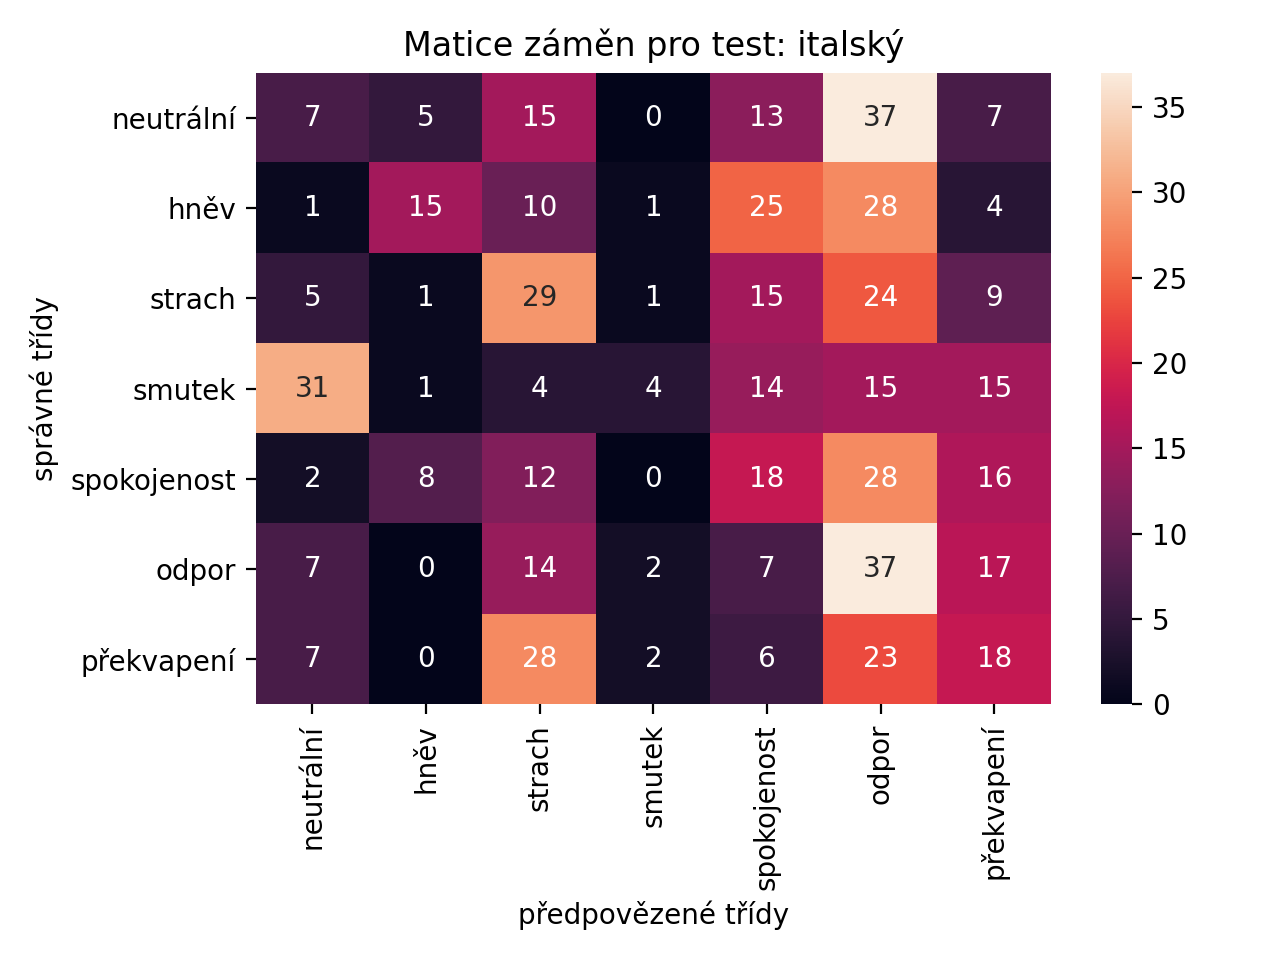 Matice záměn pro test: italský
neutrální 7 5 15 0 13 37 7
hněv 1 15 10 1 25 28 4
strach 5 1 29 1 15 24 9
smutek 31 1 4 4 14 15 15
spokojenost 2 8 12 0 18 28 16
odpor 7 0 14 2 7 37 17
překvapení 7 0 28 2 6 23 18
správné třídy
neutrální hněv strach smutek spokojenost odpor překvapení
předpovězené třídy
35
30
25
20
15
10
5
0